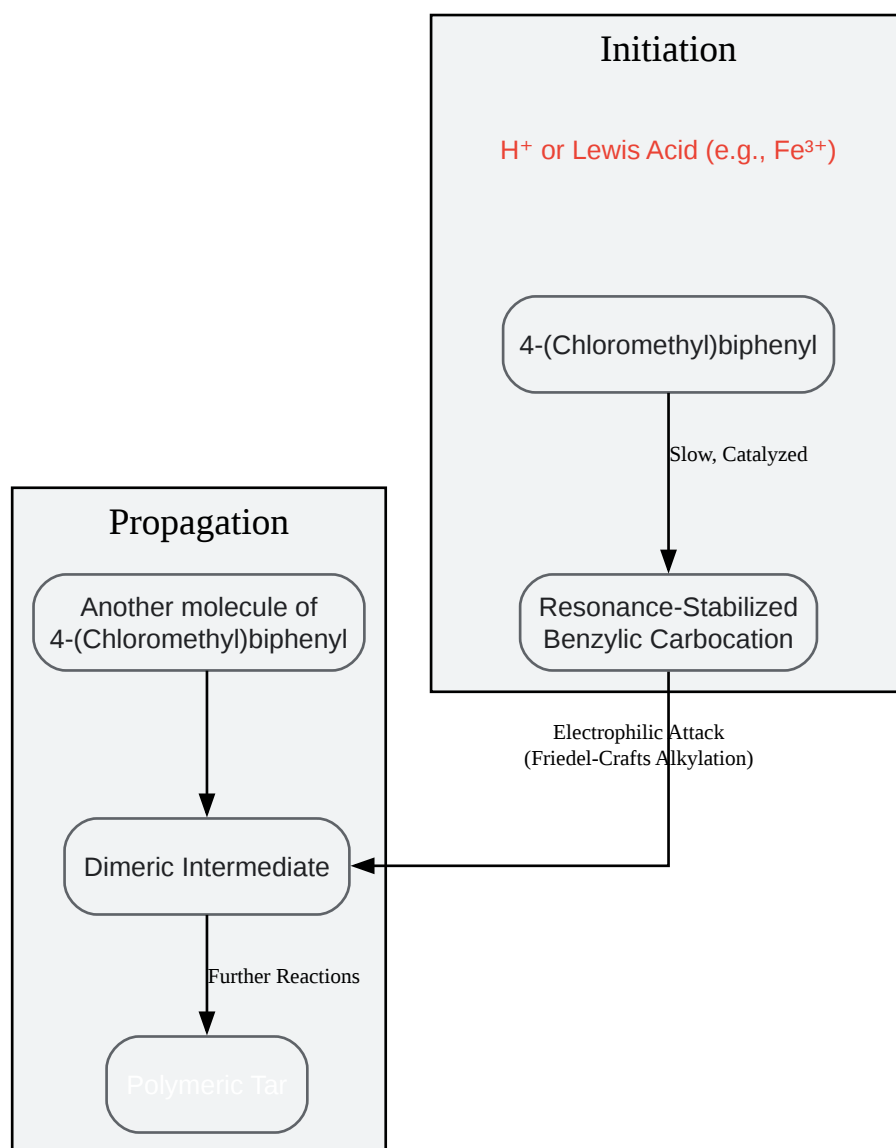 Initiation
H⁺ or Lewis Acid (e.g., Fe³⁺)
4-(Chloromethyl)biphenyl
Slow, Catalyzed
Resonance-Stabilized
Benzylic Carbocation
Electrophilic Attack
(Friedel-Crafts Alkylation)
Propagation
Another molecule of
4-(Chloromethyl)biphenyl
Dimeric Intermediate
Further Reactions
Polymeric Tar